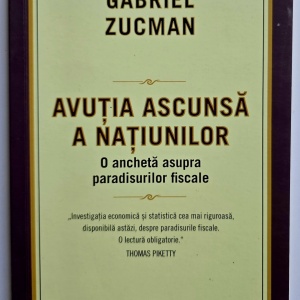 GABRIEL
ZUCMAN
AVUȚIA ASCUNSĂ
A NAȚIUNILOR
O anchetă asupra
paradisurilor fiscale
„Investigația economică și statistică cea mai riguroasă,
disponibilă astăzi, despre paradisurile fiscale.
O lectură obligatorie."
THOMAS PIKETTY